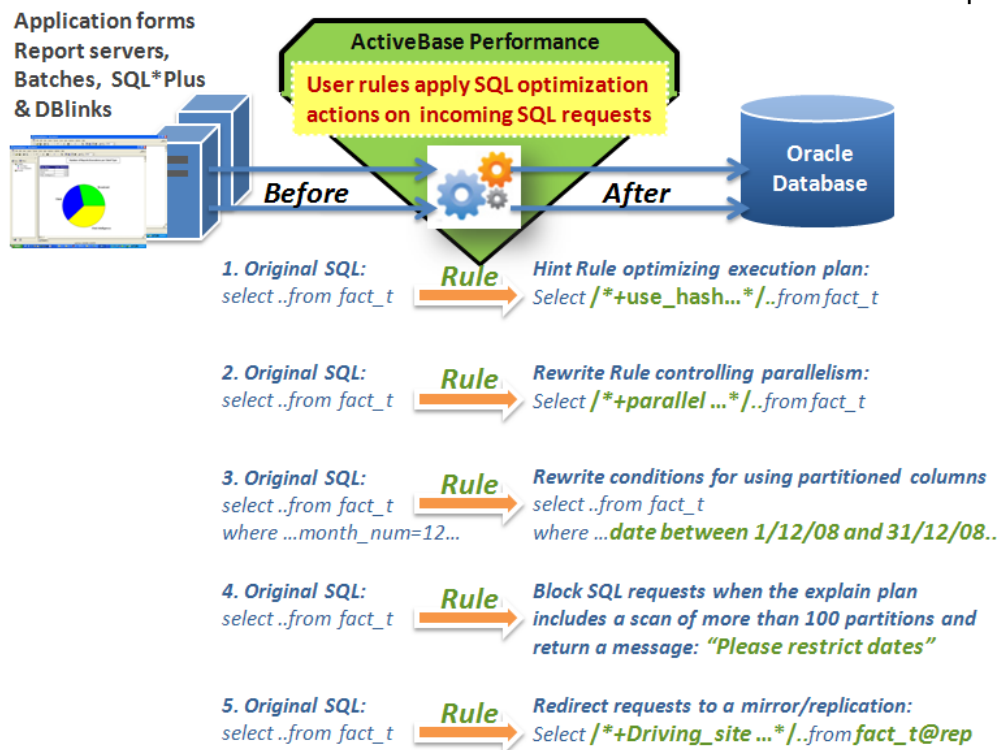 Application forms
Report servers,
Batches, SQL*Plus
& DBlinks
ActiveBase Performance
User rules apply SQL optimization
actions on incoming SQL requests
Oracle
Database
Before
After
1. Original SQL:
select ..from fact_t
Rule
Hint Rule optimizing execution plan:
Select /*+use_hash...*/..from fact_t
2. Original SQL:
select ..from fact_t
Rule
Rewrite Rule controlling parallelism:
Select /*+parallel ...*/..from fact_t
3. Original SQL:
select ..from fact_t
where ...month_num=12...
Rule
Rewrite conditions for using partitioned columns
select ..from fact_t
where ...date between 1/12/08 and 31/12/08..
4. Original SQL:
select ..from fact_t
Rule
Block SQL requests when the explain plan
includes a scan of more than 100 partitions and
return a message: “Please restrict dates”
5. Original SQL:
select ..from fact_t
Rule
Redirect requests to a mirror/replication:
Select /*+Driving_site ...*/..from fact_t@rep